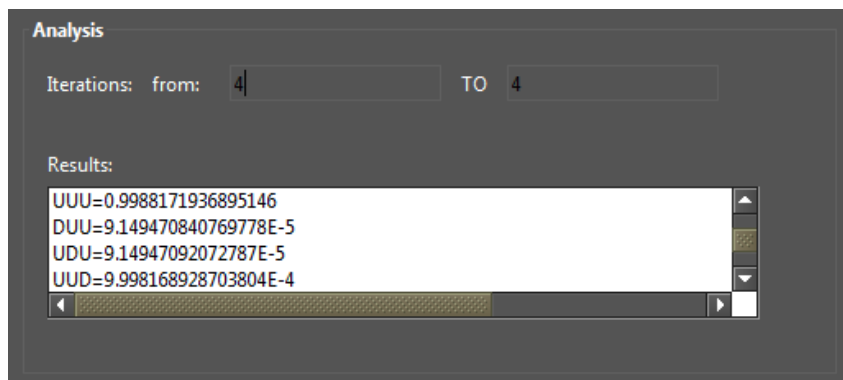 Analysis
Iterations: from: 4 TO 4
Results:
UUU=0.9988171936895146
DUU=9.149470840769778E-5
UDU=9.14947092072787E-5
UUD=9.998168928703804E-4